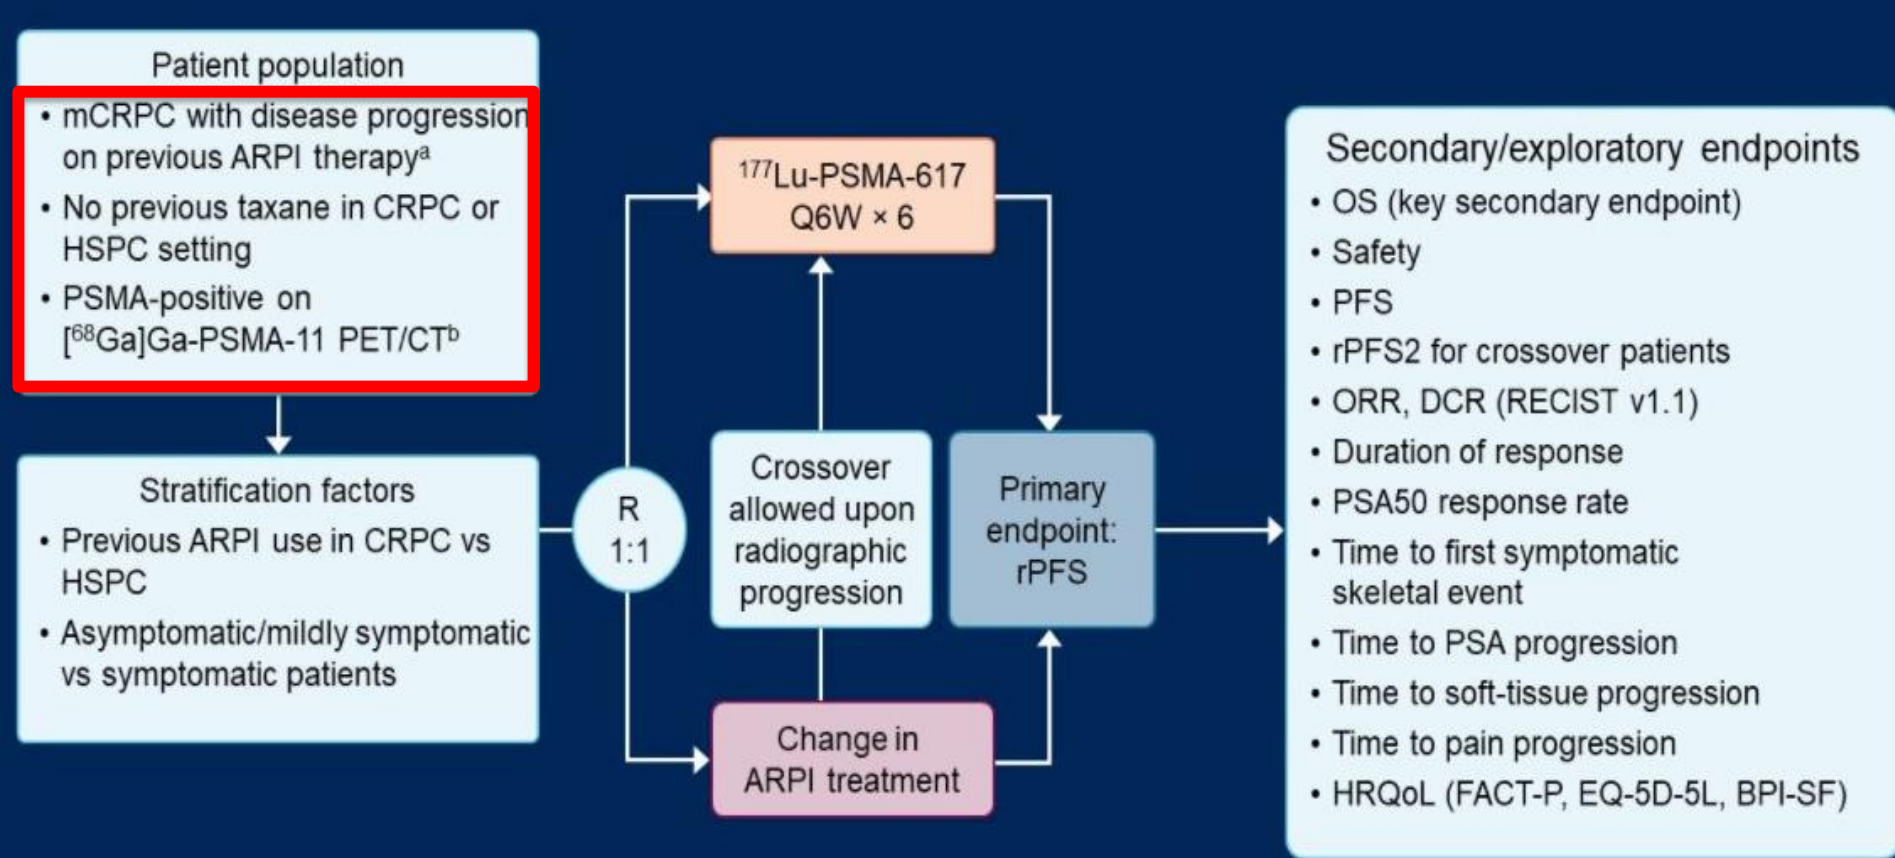 Patient population
• mCRPC with disease progression
on previous ARPI therapyᵃ
• No previous taxane in CRPC or
HSPC setting
• PSMA-positive on
[⁶⁸Ga]Ga-PSMA-11 PET/CTᵇ
Stratification factors
• Previous ARPI use in CRPC vs
HSPC
• Asymptomatic/mildly symptomatic
vs symptomatic patients
R
1:1
¹⁷⁷Lu-PSMA-617
Q6W × 6
Crossover
allowed upon
radiographic
progression
Change in
ARPI treatment
Primary
endpoint:
rPFS
Secondary/exploratory endpoints
• OS (key secondary endpoint)
• Safety
• PFS
• rPFS2 for crossover patients
• ORR, DCR (RECIST v1.1)
• Duration of response
• PSA50 response rate
• Time to first symptomatic
skeletal event
• Time to PSA progression
• Time to soft-tissue progression
• Time to pain progression
• HRQoL (FACT-P, EQ-5D-5L, BPI-SF)